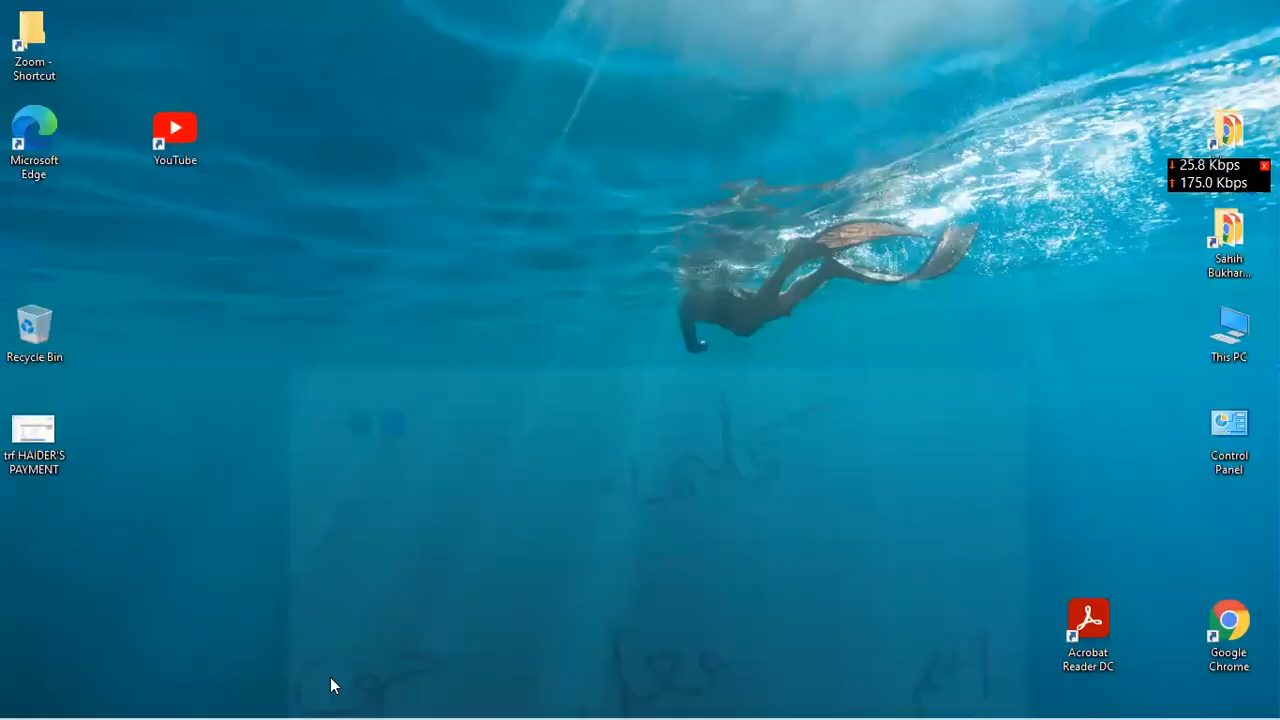 Zoom -
Shortcut
Microsoft
Edge
YouTube
Recycle Bin
trf HAIDER'S
PAYMENT
↓ 25.8 Kbps x
↑ 175.0 Kbps
Sahih
Bukhar...
This PC
Control
Panel
Acrobat
Reader DC
Google
Chrome